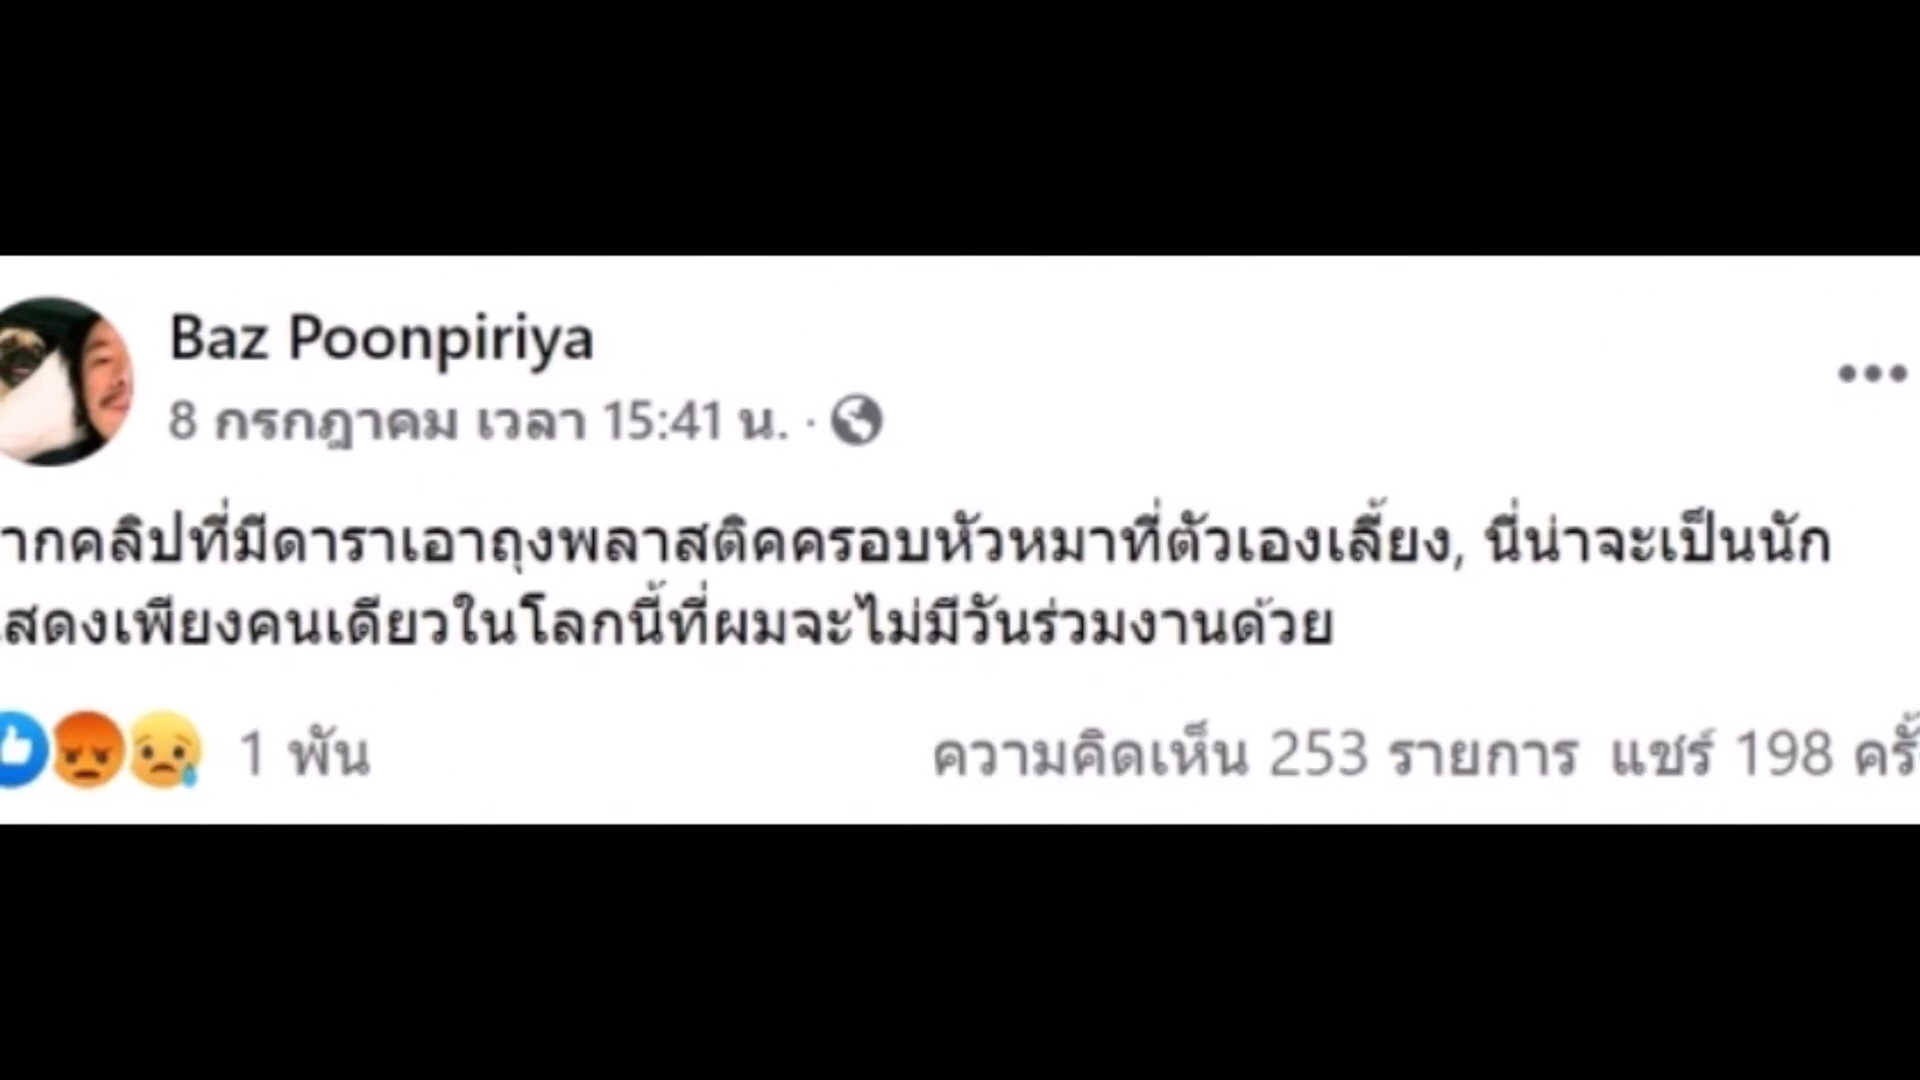 Baz Poonpiriya
8 กรกฎาคม เวลา 15:41 น. ·
ากคลิปที่มีดาราเอาถุงพลาสติคครอบหัวหมาที่ตัวเองเลี้ยง, นี่น่าจะเป็นนัก
แสดงเพียงคนเดียวในโลกนี้ที่ผมจะไม่มีวันร่วมงานด้วย
1 พัน
ความคิดเห็น 253 รายการ แชร์ 198 ครั้